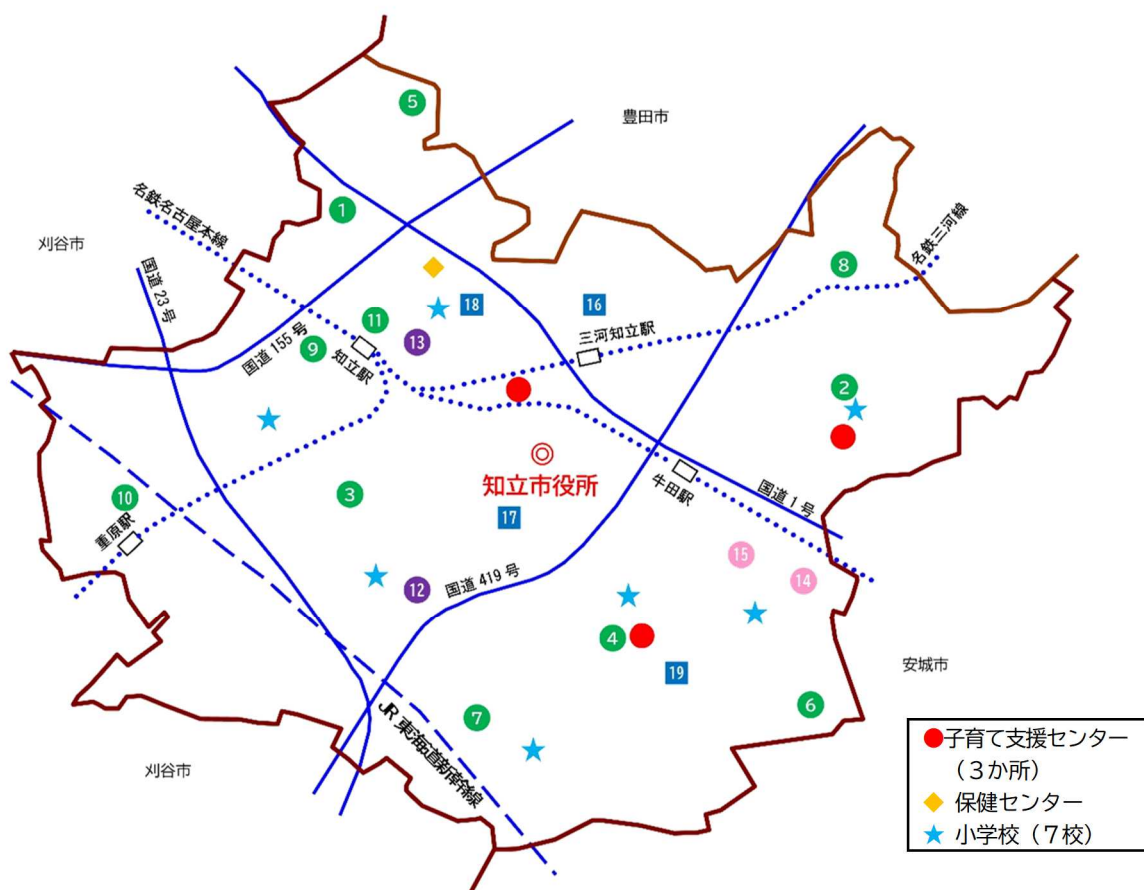 5
豊田市
1
名鉄名古屋本線
刈谷市
名鉄三河線
8
国道23号
18
16
11
13
三河知立駅
国道155号
9
知立駅
2
知立市役所
牛田駅
国道1号
3
10
重原駅
17
15
14
12
国道419号
4
19
安城市
6
7
JR東海道新幹線
刈谷市
子育て支援センター
(3か所)
保健センター
小学校(7校)